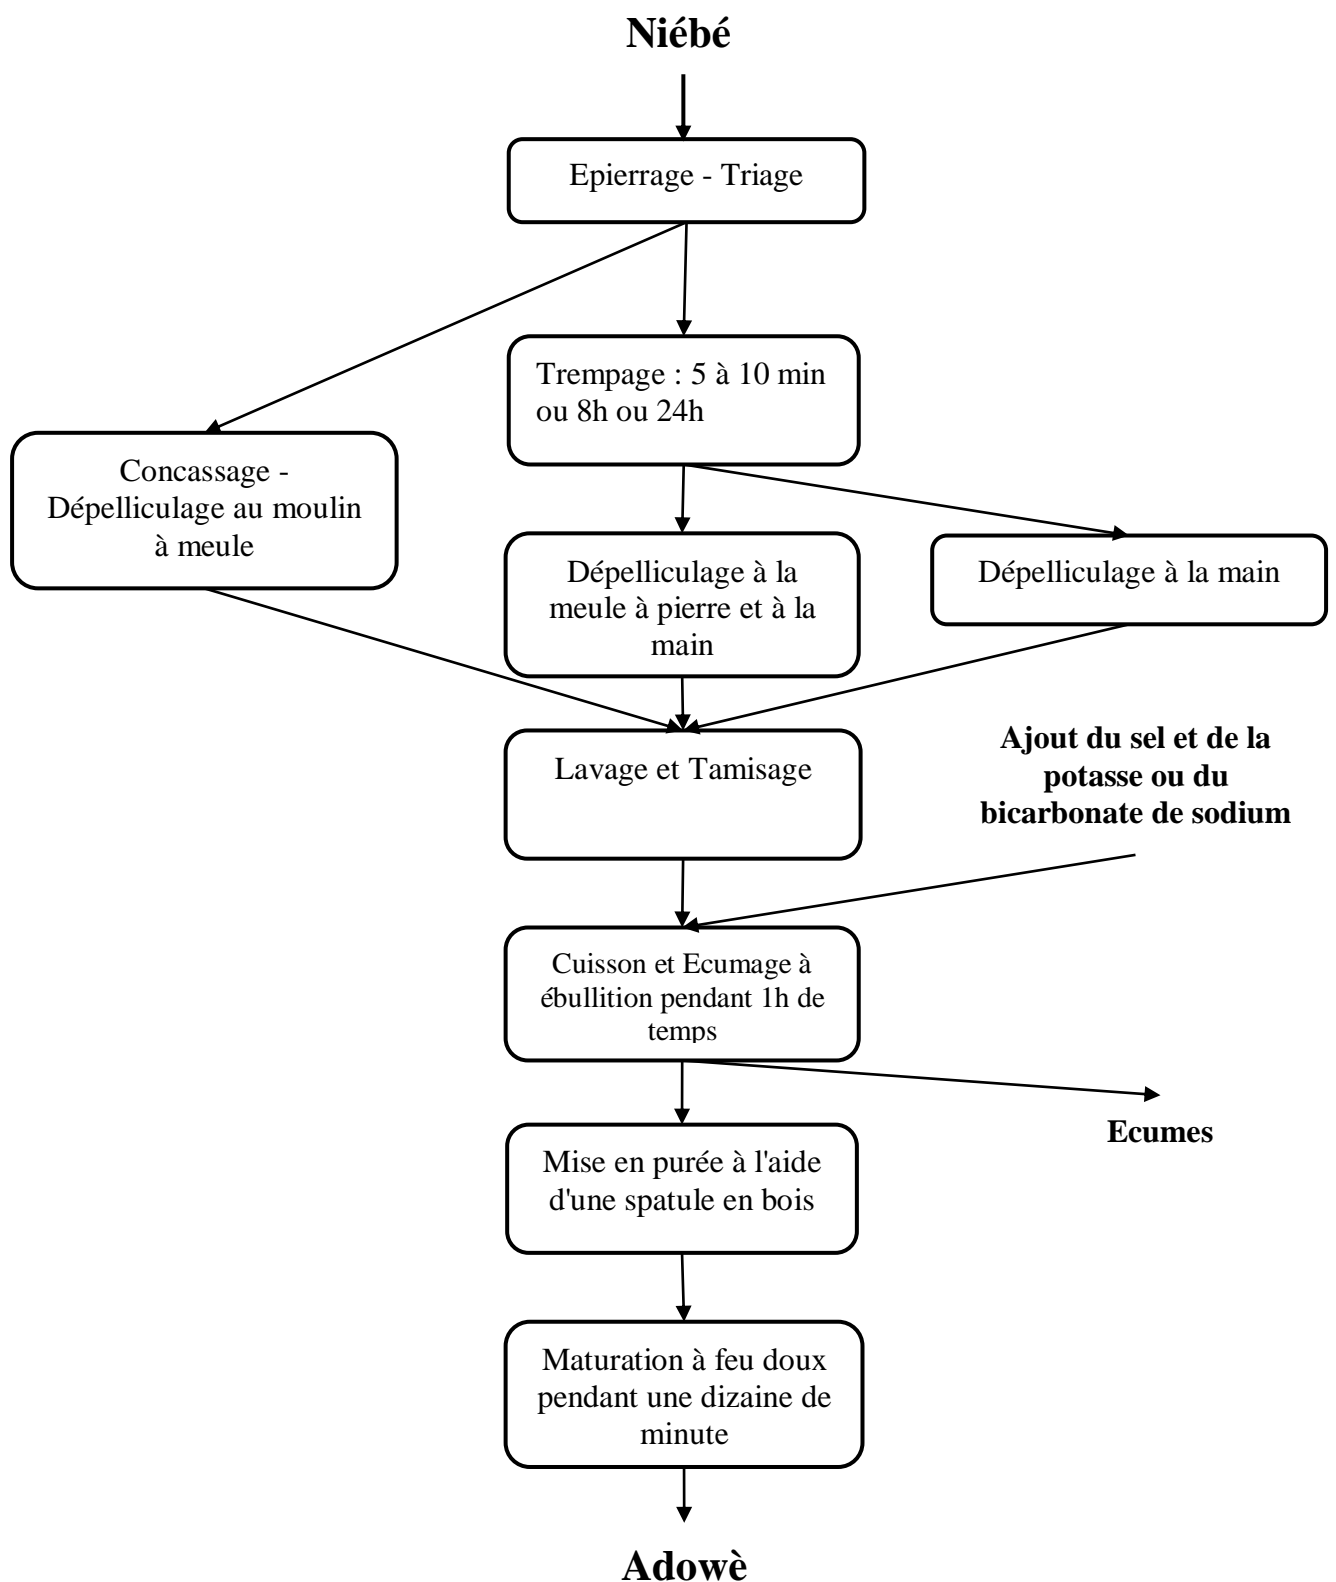 Niébé
Epierrage - Triage
Trempage : 5 à 10 min
ou 8h ou 24h
Concassage -
Dépelliculage au moulin
à meule
Dépelliculage à la
meule à pierre et à la
main
Dépelliculage à la main
Lavage et Tamisage
Ajout du sel et de la
potasse ou du
bicarbonate de sodium
Cuisson et Ecumage à
ébullition pendant 1h de
temps
Ecumes
Mise en purée à l'aide
d'une spatule en bois
Maturation à feu doux
pendant une dizaine de
minute
Adowè